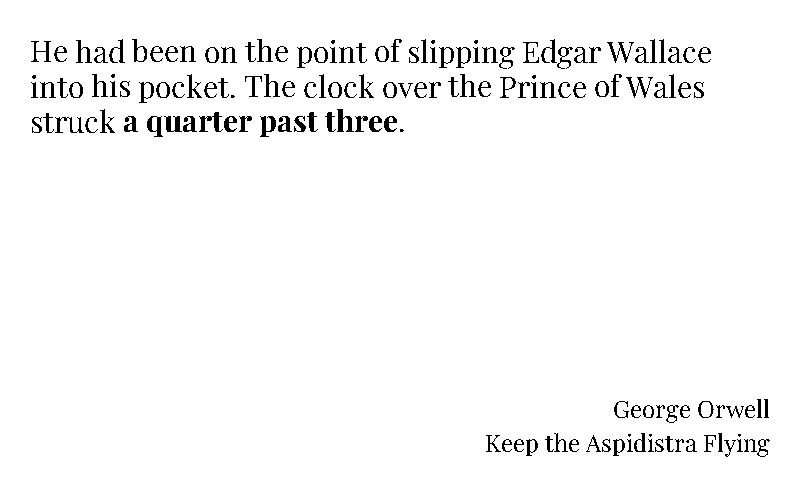 He had been on the point of slipping Edgar Wallace
into his pocket. The clock over the Prince of Wales
struck a quarter past three.
George Orwell
Keep the Aspidistra Flying